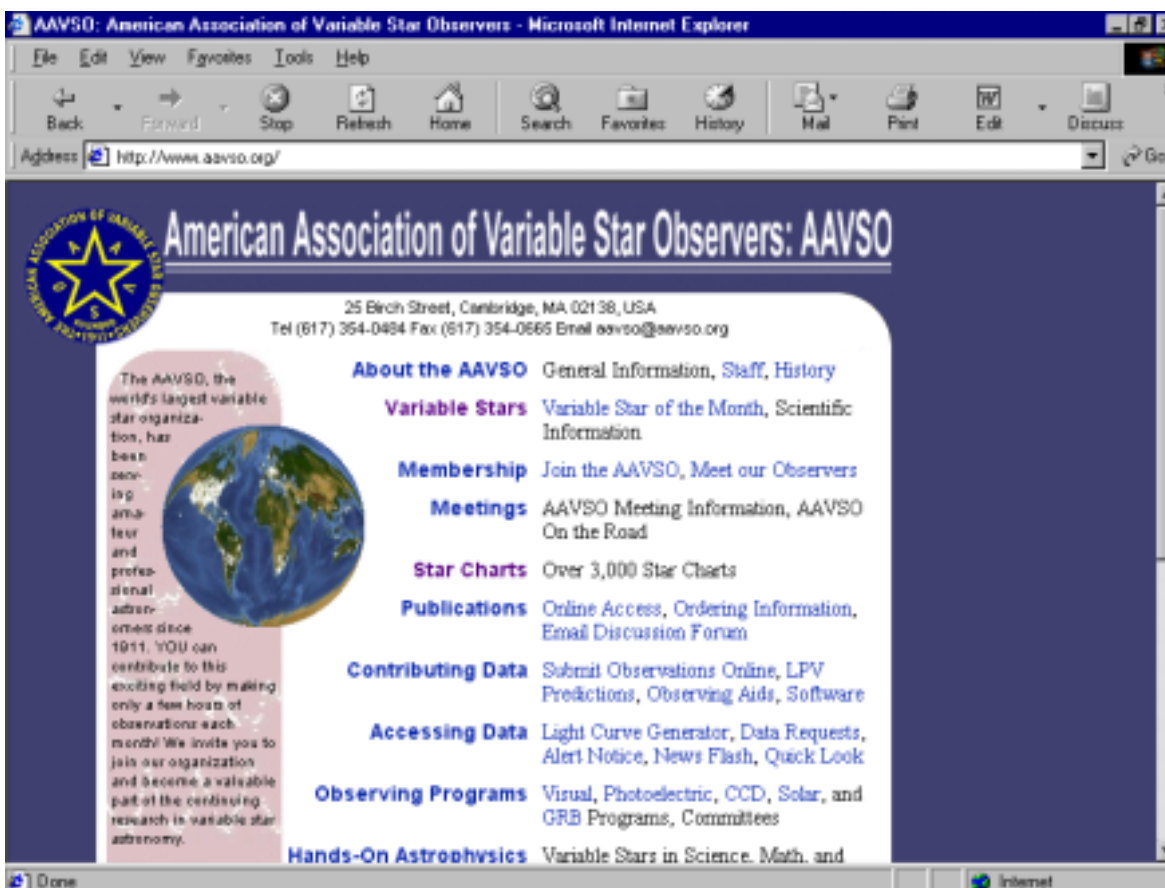 AAVSO: American Association of Variable Star Observers - Microsoft Internet Explorer
File Edit View Favorites Tools Help
Back Forward Stop Refresh Home Search Favorites History Mail Print Edit Discuss
Address http://www.aavso.org/ Go
American Association of Variable Star Observers: AAVSO
25 Birch Street, Cambridge, MA 02138, USA
Tel (617) 354-0484 Fax (617) 354-0665 Email aavso@aavso.org
The AAVSO, the
world's largest variable
star organiza-
tion, has
been
serv-
ing
ama-
teur
and
profes-
sional
astron-
omers since
1911. YOU can
contribute to this
exciting field by making
only a few hours of
observations each
month! We invite you to
join our organization
and become a valuable
part of the continuing
research in variable star
astronomy.
About the AAVSO General Information, Staff, History
Variable Stars Variable Star of the Month, Scientific
Information
Membership Join the AAVSO, Meet our Observers
Meetings AAVSO Meeting Information, AAVSO
On the Road
Star Charts Over 3,000 Star Charts
Publications Online Access, Ordering Information,
Email Discussion Forum
Contributing Data Submit Observations Online, LPV
Predictions, Observing Aids, Software
Accessing Data Light Curve Generator, Data Requests,
Alert Notice, News Flash, Quick Look
Observing Programs Visual, Photoelectric, CCD, Solar, and
GRB Programs, Committees
Hands-On Astrophysics Variable Stars in Science, Math, and
Done Internet